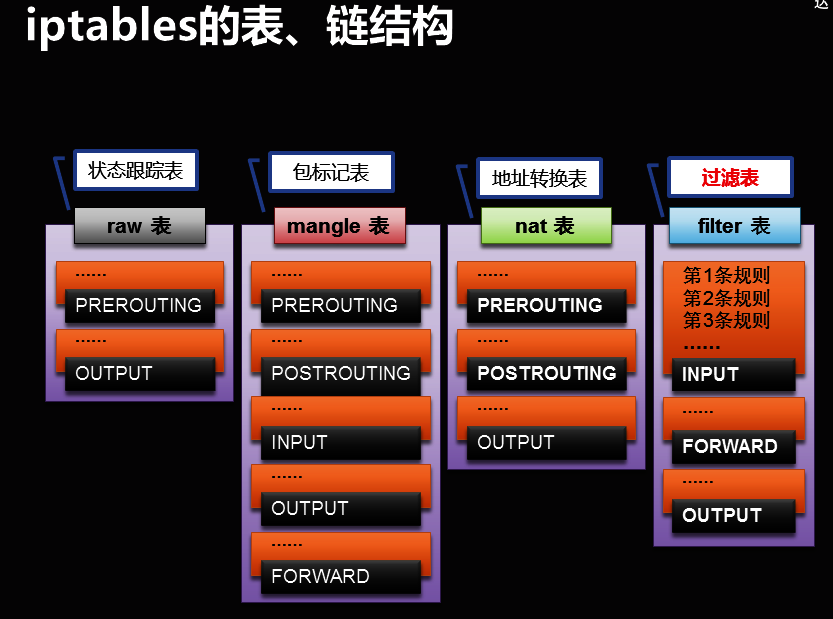 达
iptables的表、链结构
状态跟踪表
包标记表
地址转换表
过滤表
raw 表
mangle 表
nat 表
filter 表
......
PREROUTING
......
OUTPUT
......
PREROUTING
......
POSTROUTING
......
INPUT
......
OUTPUT
......
FORWARD
......
PREROUTING
......
POSTROUTING
......
OUTPUT
第1条规则
第2条规则
第3条规则
......
INPUT
......
FORWARD
......
OUTPUT